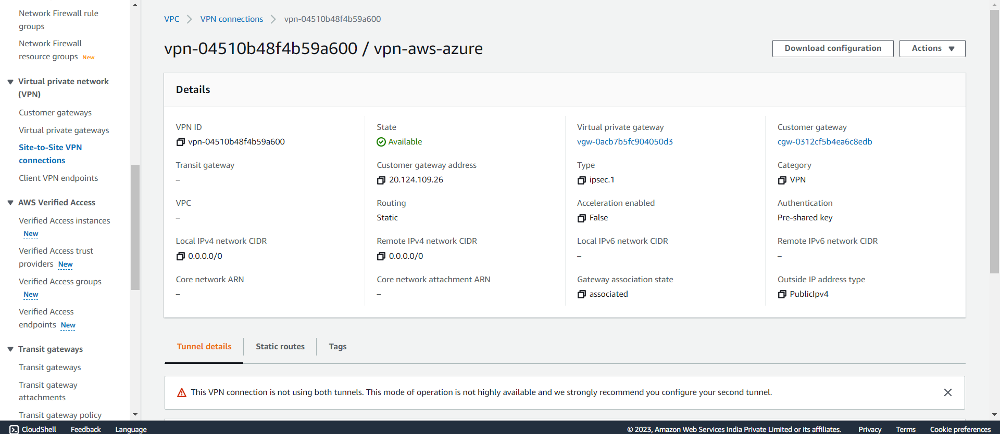 Network Firewall rule
groups
Network Firewall
resource groups New
Virtual private network
(VPN)
Customer gateways
Virtual private gateways
Site-to-Site VPN
connections
Client VPN endpoints
AWS Verified Access
Verified Access instances
New
Verified Access trust
providers New
Verified Access groups
New
Verified Access
endpoints New
Transit gateways
Transit gateways
Transit gateway
attachments
Transit gateway policy
VPC > VPN connections > vpn-04510b48f4b59a600
vpn-04510b48f4b59a600 / vpn-aws-azure
Download configuration
Actions
Details
VPN ID
vpn-04510b48f4b59a600
State
Available
Virtual private gateway
vgw-0acb7b5fc904050d3
Customer gateway
cgw-0312cf5b4ea6c8edb
Transit gateway
–
Customer gateway address
20.124.109.26
Type
ipsec.1
Category
VPN
VPC
–
Routing
Static
Acceleration enabled
False
Authentication
Pre-shared key
Local IPv4 network CIDR
0.0.0.0/0
Remote IPv4 network CIDR
0.0.0.0/0
Local IPv6 network CIDR
–
Remote IPv6 network CIDR
–
Core network ARN
–
Core network attachment ARN
–
Gateway association state
associated
Outside IP address type
PublicIpv4
Tunnel details
Static routes
Tags
This VPN connection is not using both tunnels. This mode of operation is not highly available and we strongly recommend you configure your second tunnel.
CloudShell
Feedback
Language
© 2023, Amazon Web Services India Private Limited or its affiliates.
Privacy
Terms
Cookie preferences